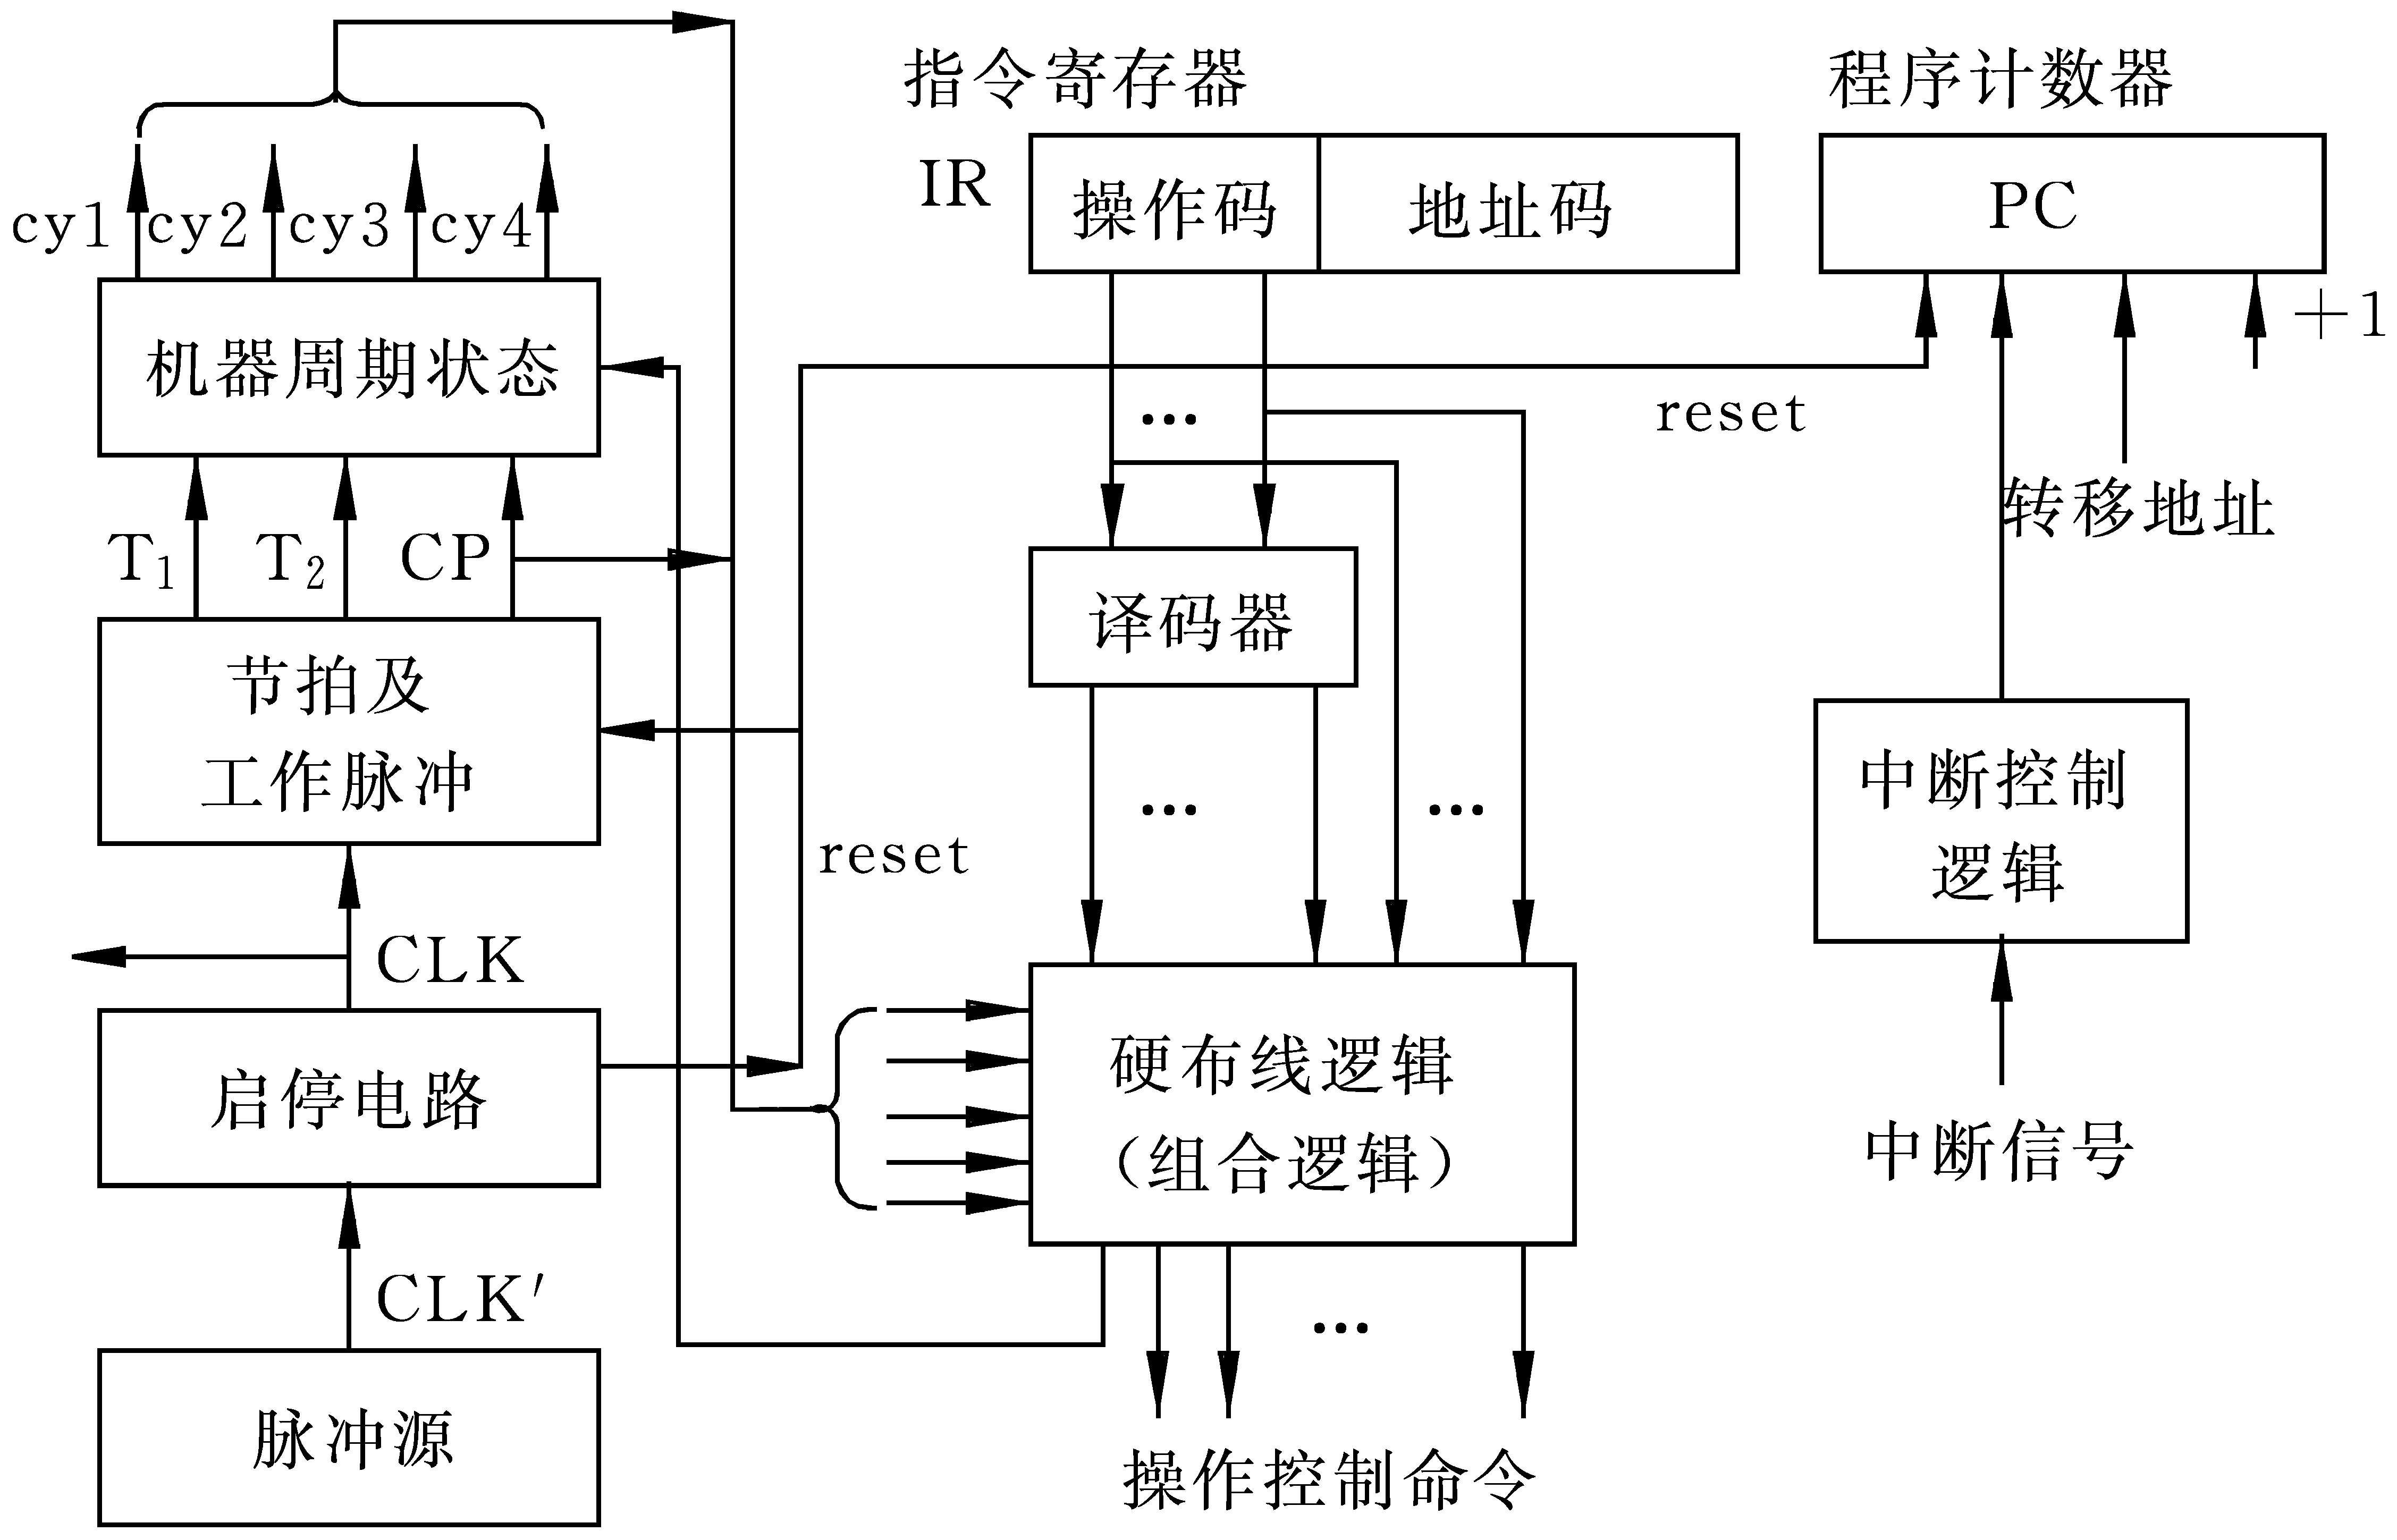 指令寄存器
程序计数器
IR
操作码
地址码
PC
cy1
cy2
cy3
cy4
+1
机器周期状态
...
reset
转移地址
T1
T2
CP
译码器
节拍及
工作脉冲
...
...
中断控制
逻辑
reset
CLK
硬布线逻辑
(组合逻辑)
启停电路
中断信号
CLK′
...
脉冲源
操作控制命令